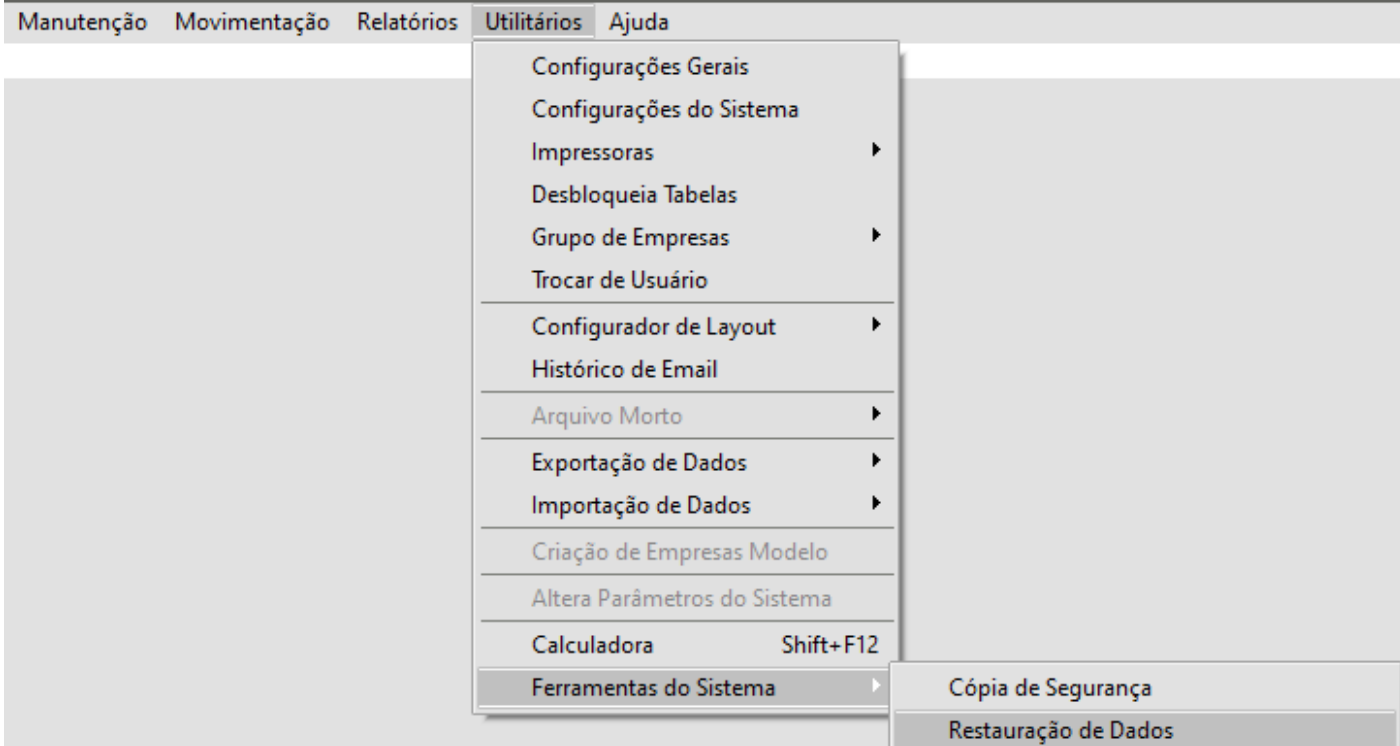 Manutenção Movimentação Relatórios Utilitários Ajuda
Configurações Gerais
Configurações do Sistema
Impressoras
Desbloqueia Tabelas
Grupo de Empresas
Trocar de Usuário
Configurador de Layout
Histórico de Email
Arquivo Morto
Exportação de Dados
Importação de Dados
Criação de Empresas Modelo
Altera Parâmetros do Sistema
Calculadora Shift+F12
Ferramentas do Sistema
Cópia de Segurança
Restauração de Dados